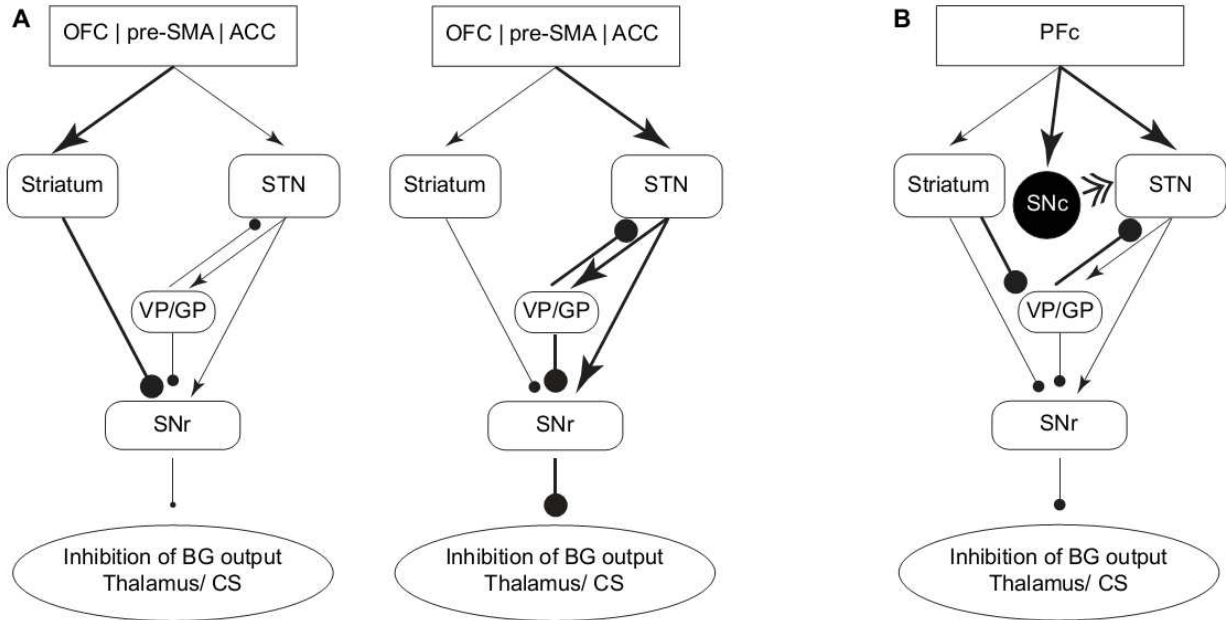 A
OFC | pre-SMA | ACC
Striatum
STN
VP/GP
SNr
Inhibition of BG output
Thalamus/ CS
OFC | pre-SMA | ACC
Striatum
STN
VP/GP
SNr
Inhibition of BG output
Thalamus/ CS
B
PFc
Striatum
SNc
STN
VP/GP
SNr
Inhibition of BG output
Thalamus/ CS